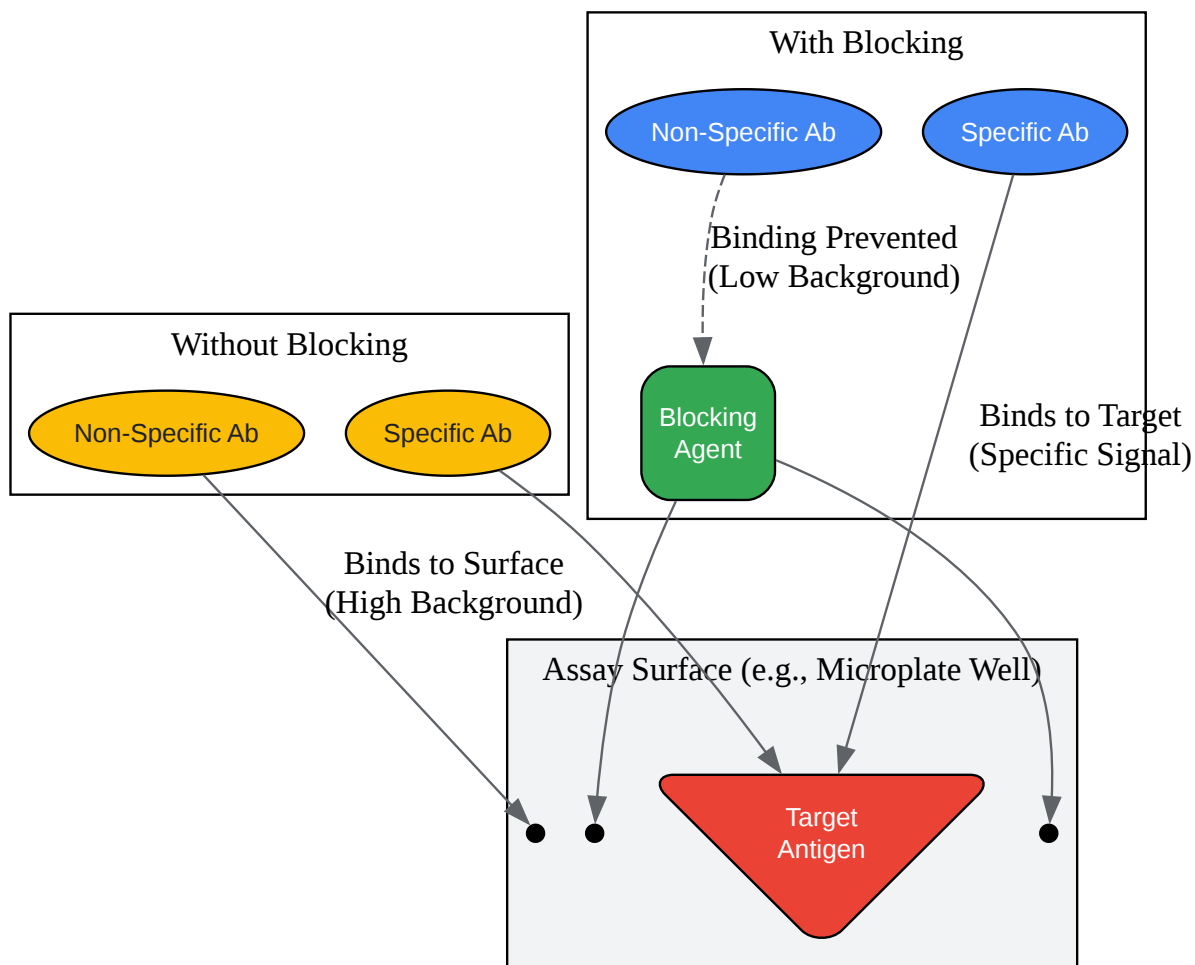 With Blocking
Non-Specific Ab
Specific Ab
Binding Prevented
(Low Background)
Without Blocking
Non-Specific Ab
Specific Ab
Blocking
Agent
Binds to Target
(Specific Signal)
Binds to Surface
(High Background)
Assay Surface (e.g., Microplate Well)
Target
Antigen